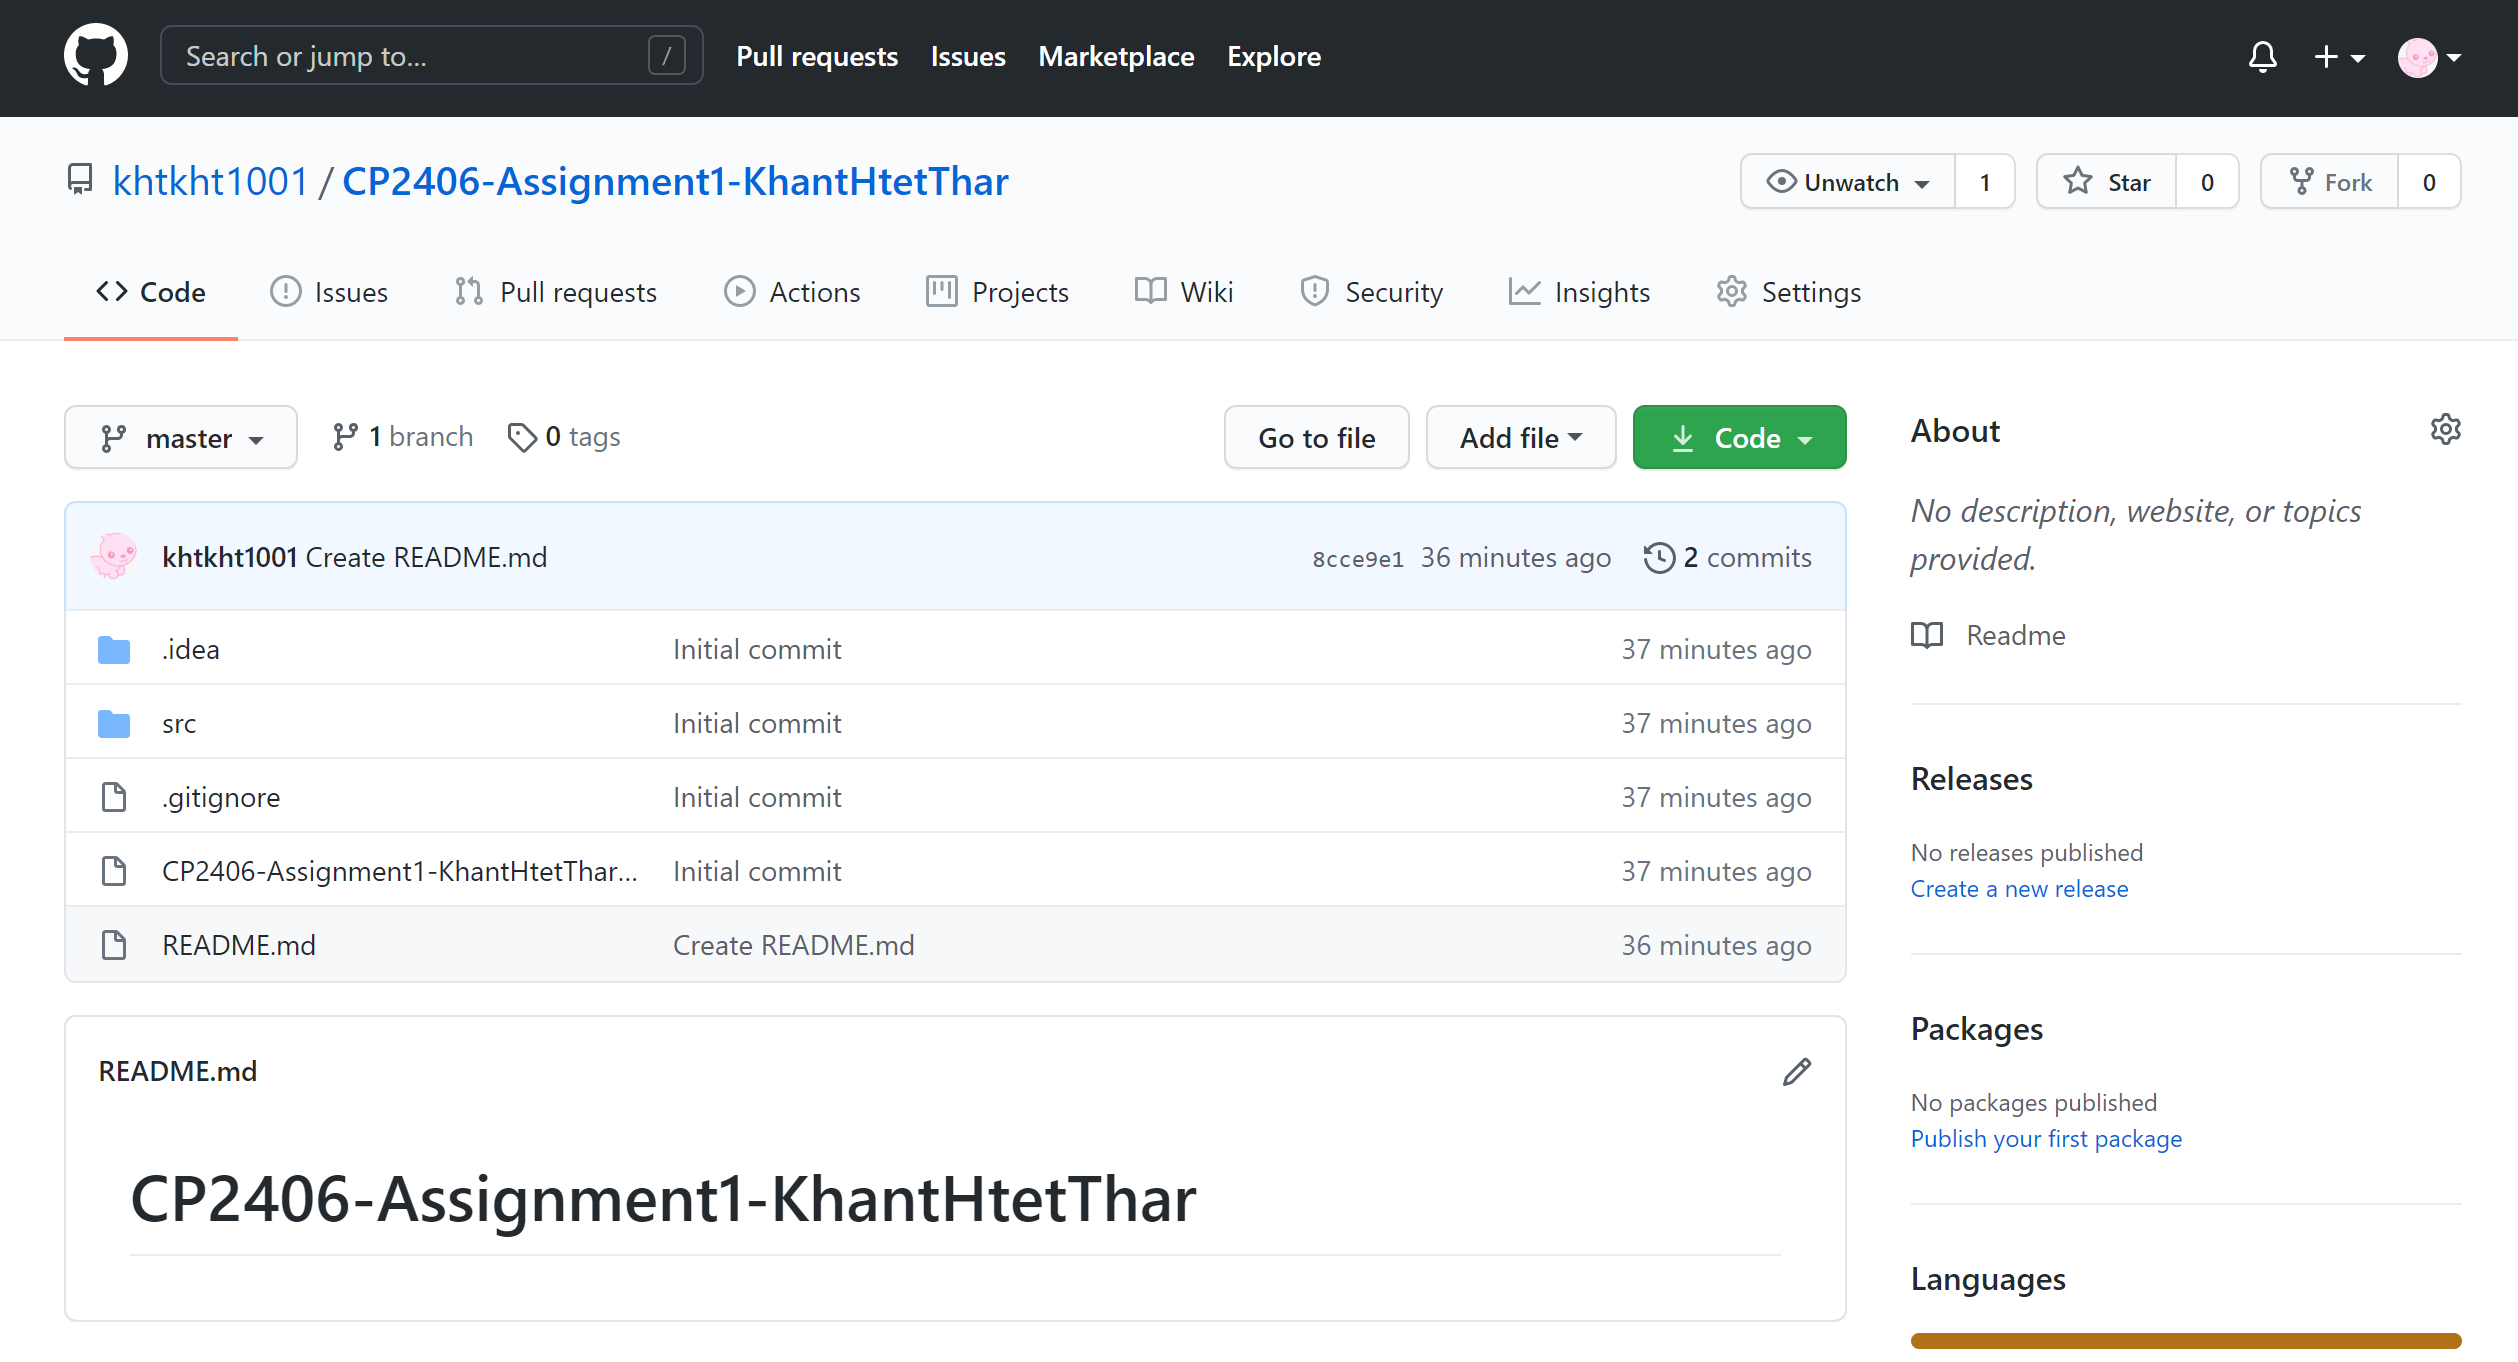 Search or jump to... /
Pull requests Issues Marketplace Explore
khtkht1001 / CP2406-Assignment1-KhantHtetThar
Unwatch 1 Star 0 Fork 0
Code Issues Pull requests Actions Projects Wiki Security Insights Settings
master 1 branch 0 tags Go to file Add file Code
khtkht1001 Create README.md 8cce9e1 36 minutes ago 2 commits
.idea Initial commit 37 minutes ago
src Initial commit 37 minutes ago
.gitignore Initial commit 37 minutes ago
CP2406-Assignment1-KhantHtetThar... Initial commit 37 minutes ago
README.md Create README.md 36 minutes ago
README.md
CP2406-Assignment1-KhantHtetThar
About
No description, website, or topics
provided.
Readme
Releases
No releases published
Create a new release
Packages
No packages published
Publish your first package
Languages